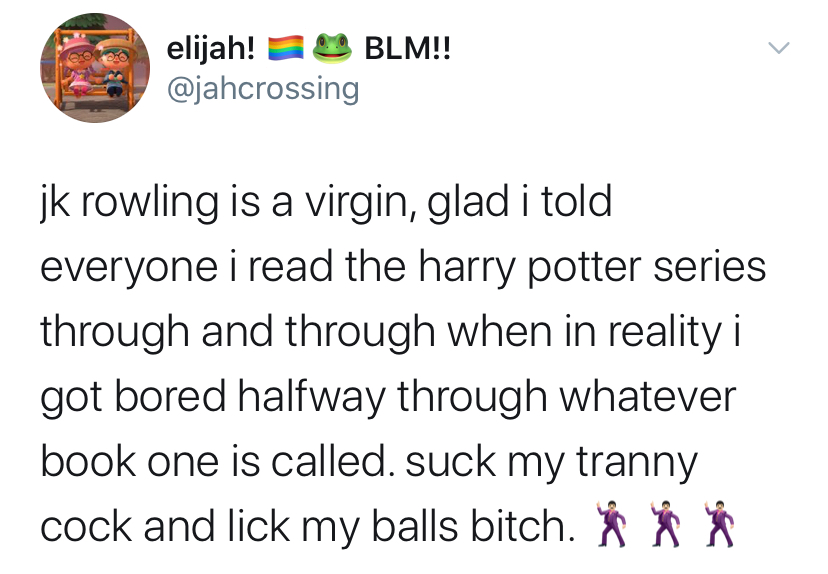 elijah! 🏳️‍🌈 🐸 BLM!!
@jahcrossing
jk rowling is a virgin, glad i told
everyone i read the harry potter series
through and through when in reality i
got bored halfway through whatever
book one is called. suck my tranny
cock and lick my balls bitch. 🕺🏻 🕺🏻 🕺🏻